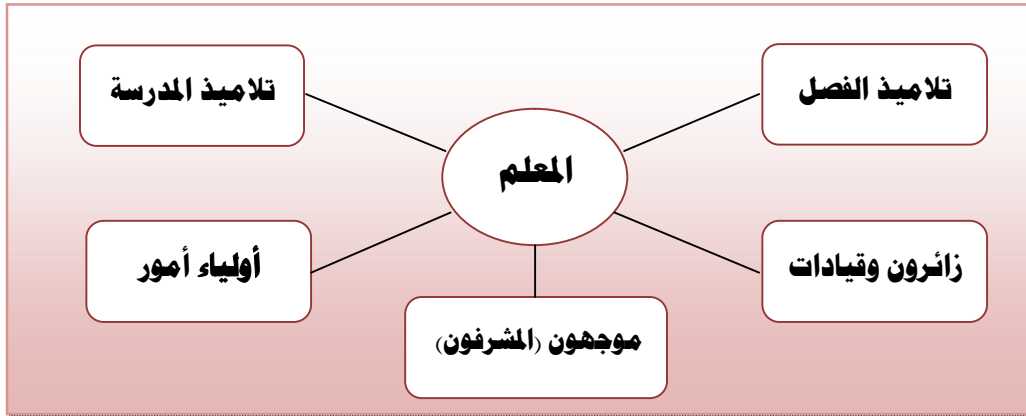 تلاميذ الفصل
تلاميذ المدرسة
المعلم
زائرون وقيادات
أولياء أمور
موجهون (المشرفون)